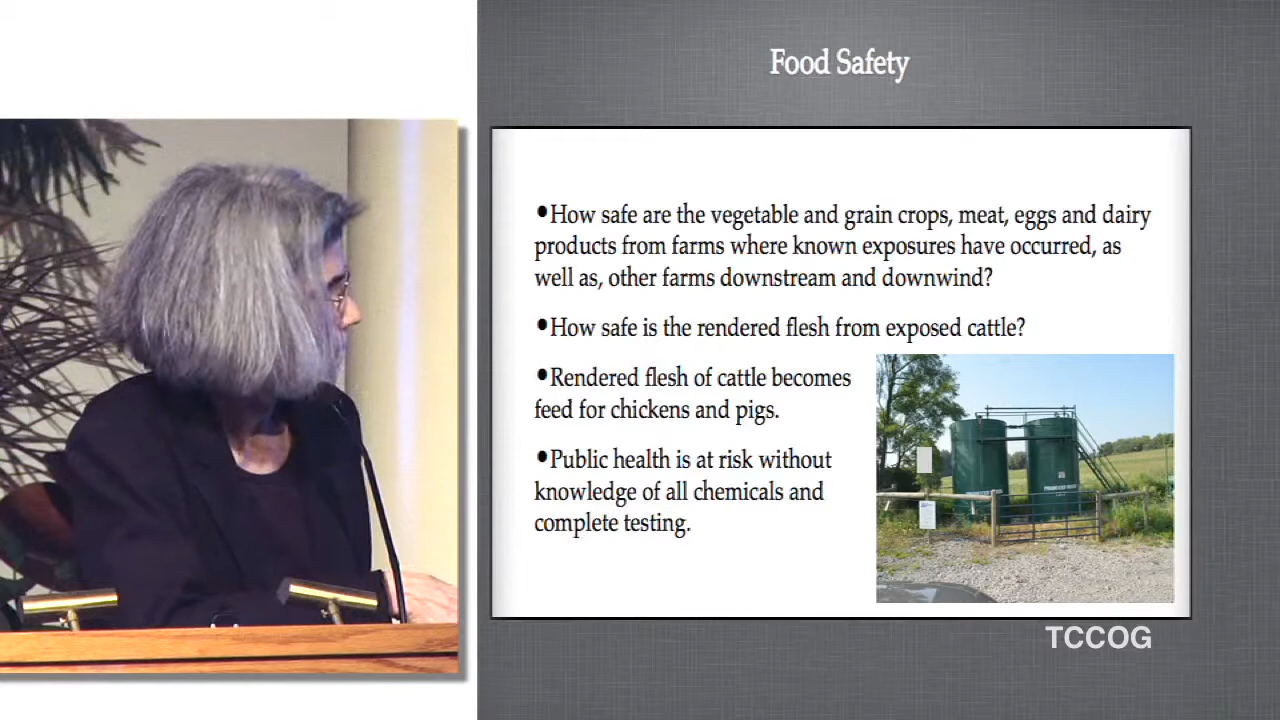 Food Safety
•How safe are the vegetable and grain crops, meat, eggs and dairy
products from farms where known exposures have occurred, as
well as, other farms downstream and downwind?
•How safe is the rendered flesh from exposed cattle?
•Rendered flesh of cattle becomes
feed for chickens and pigs.
•Public health is at risk without
knowledge of all chemicals and
complete testing.
TCCOG